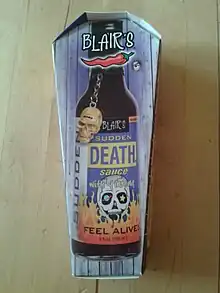 BLAIR'S
BLAIR'S
SUDDEN
SUDDEN
DEATH
sauce
FEEL ALIVE